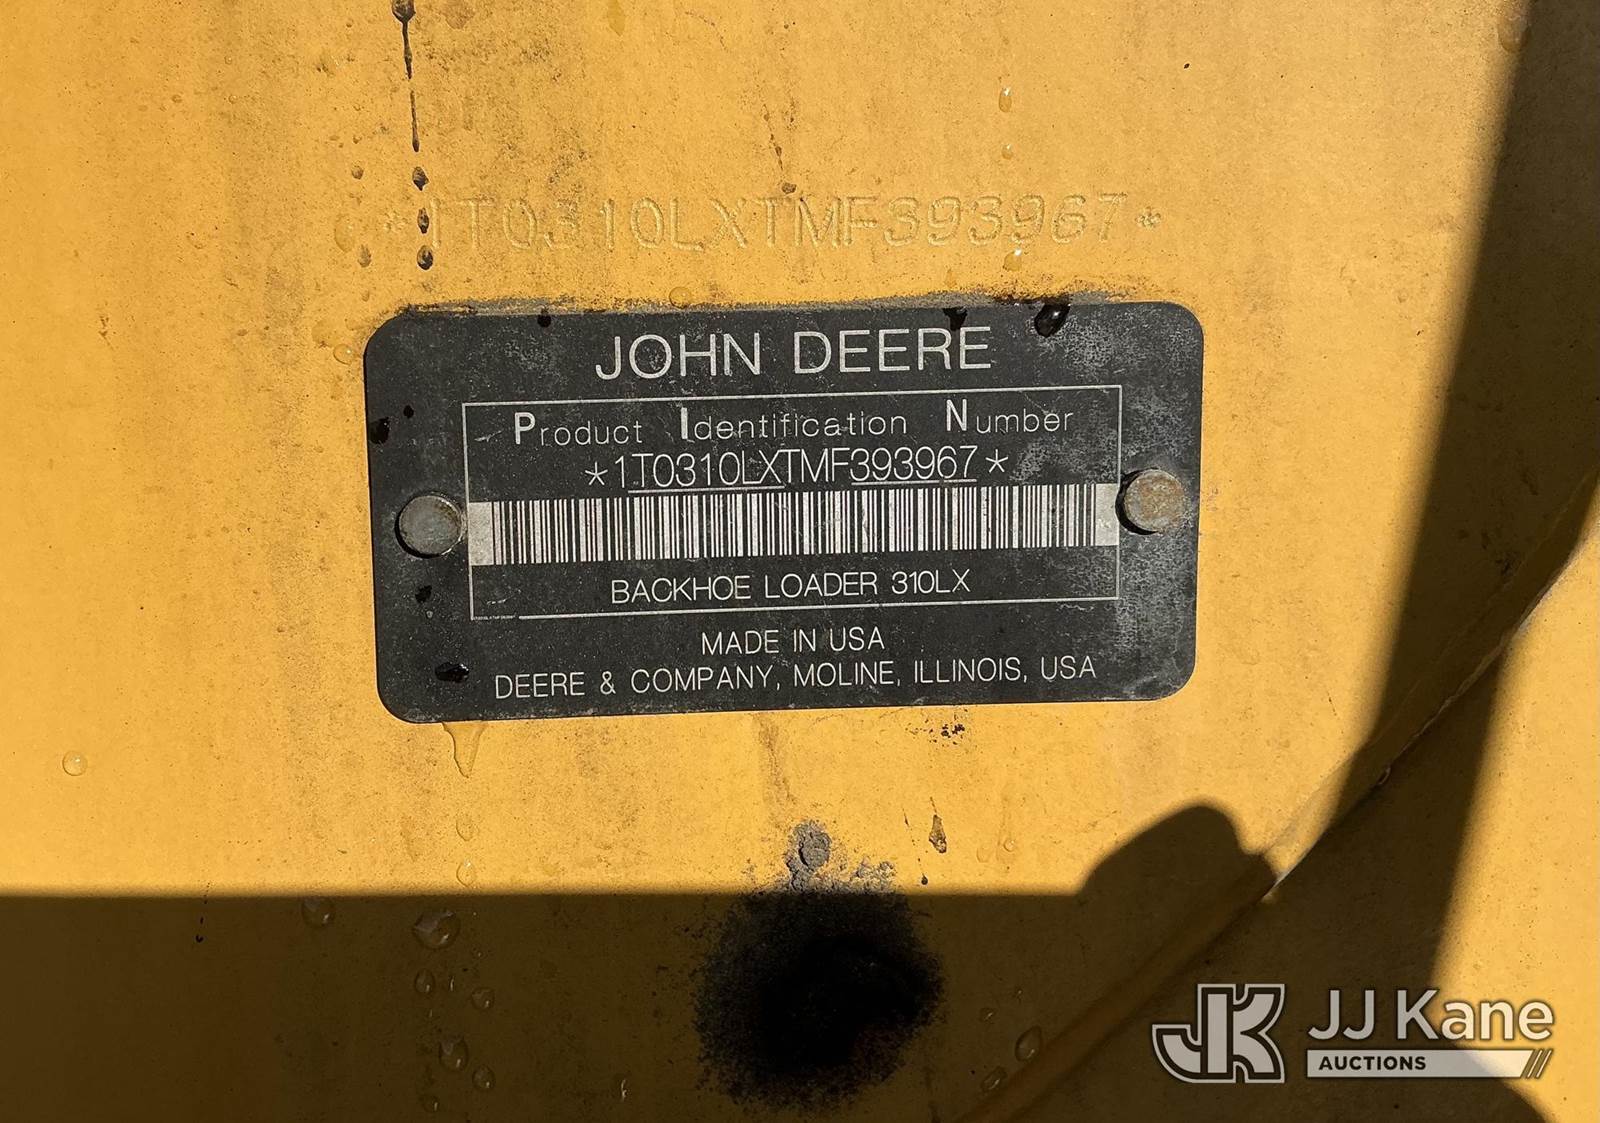 *1T0310LXTMF393967*
JOHN DEERE
Product Identification Number
*1T0310LXTMF393967*
BACKHOE LOADER 310LX
MADE IN USA
DEERE & COMPANY, MOLINE, ILLINOIS, USA
JK JJ Kane
AUCTIONS